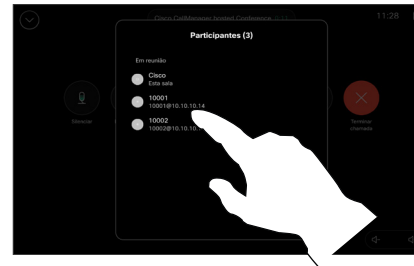 Cisco CallManager hosted Conference
11:28
Participantes (3)
Em reunião
Cisco
Esta sala
10001
10001@10.10.10.14
10002
10002@10.10.10.
Silenciar
Terminar
chamada